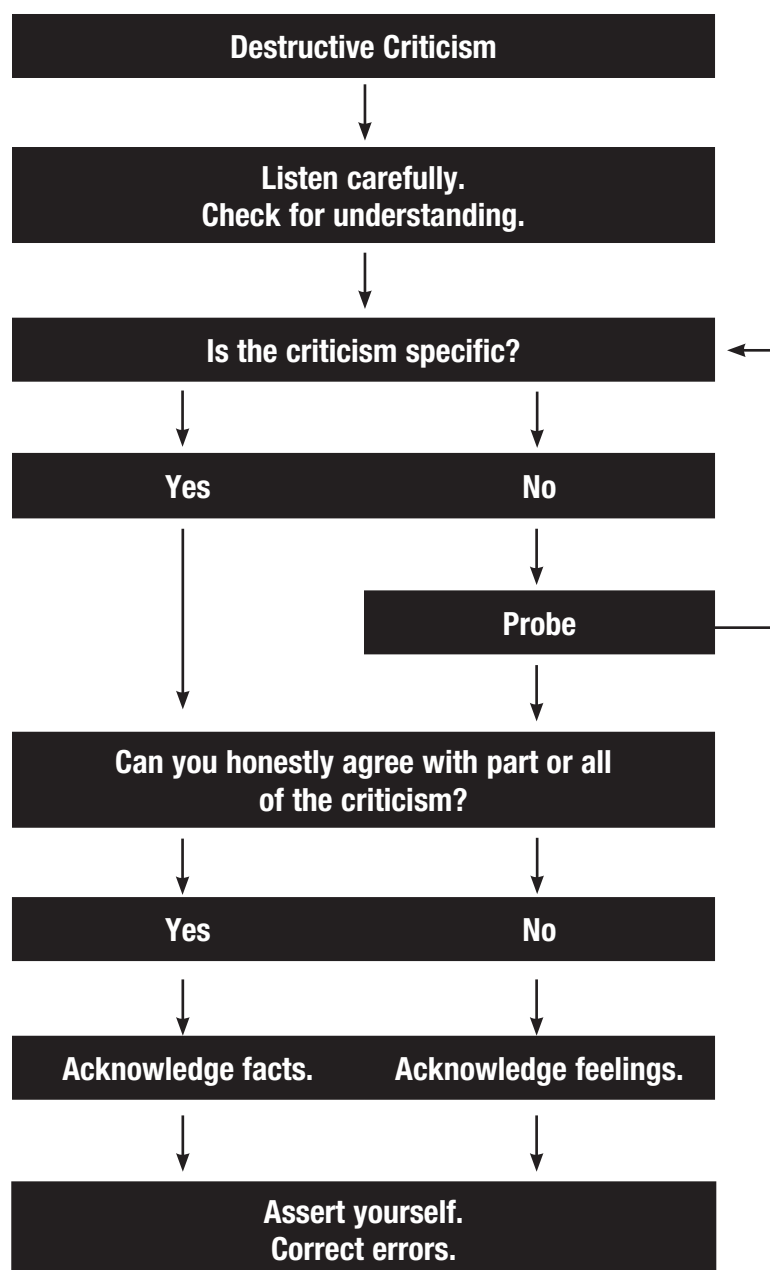 Destructive Criticism
Listen carefully.
Check for understanding.
Is the criticism specific?
Yes
No
Probe
Can you honestly agree with part or all
of the criticism?
Yes
No
Acknowledge facts.
Acknowledge feelings.
Assert yourself.
Correct errors.